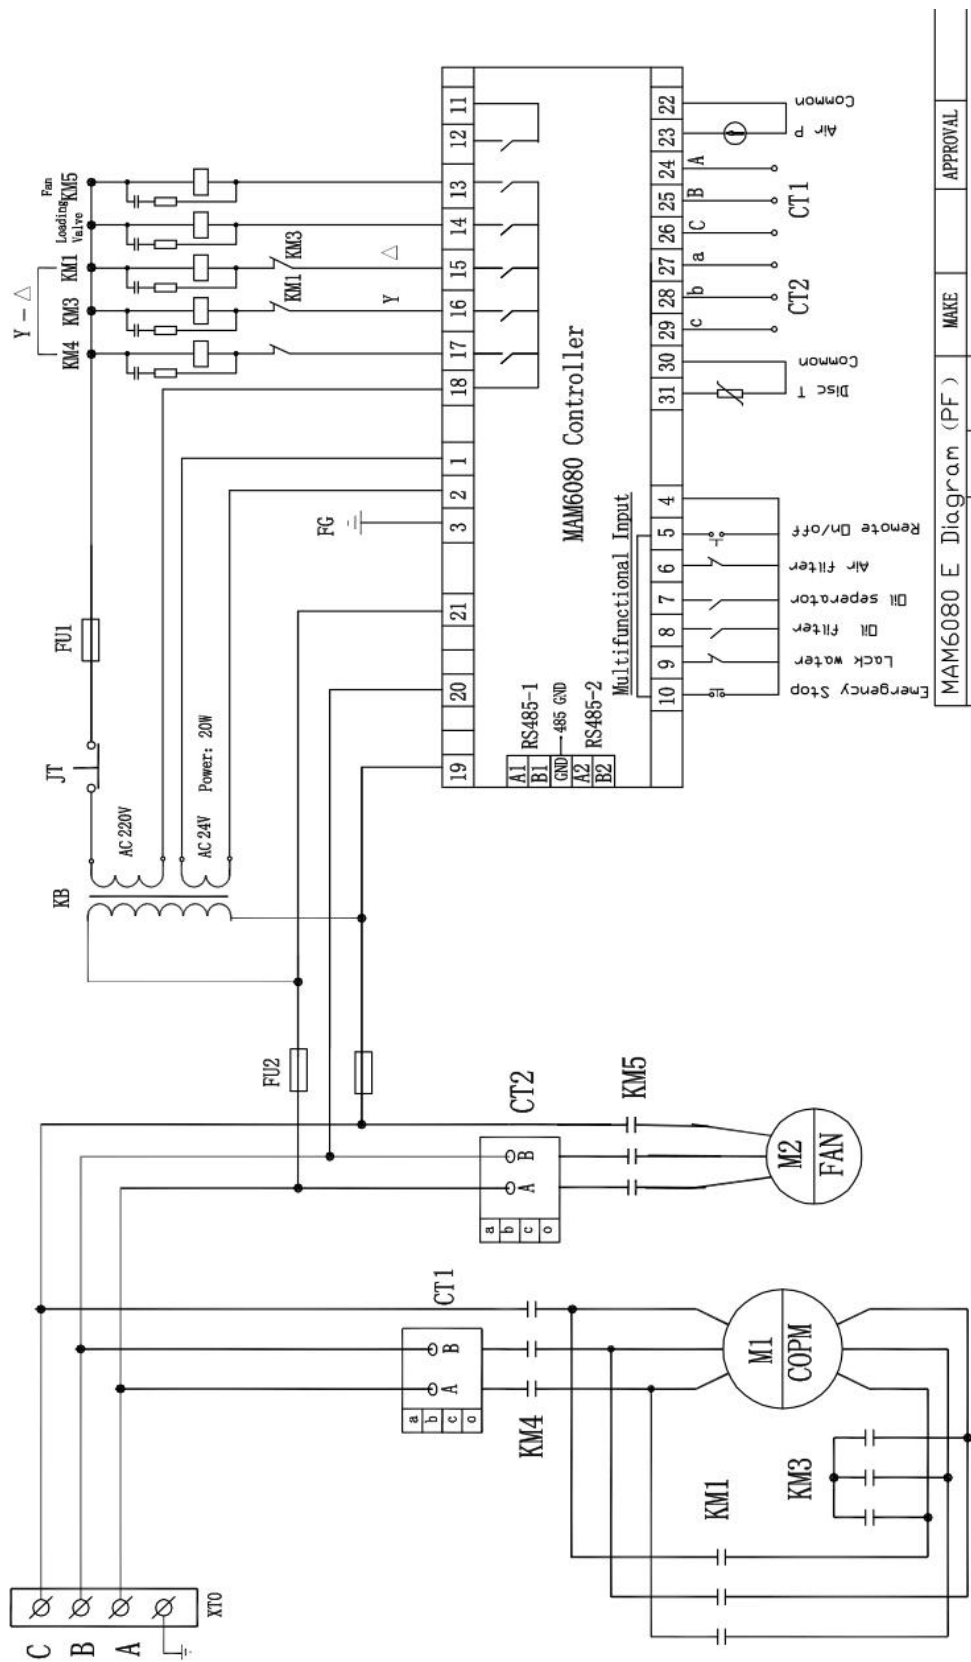 C
B
A
XT0
KB
AC 220V
AC 24V
Power: 20W
JT
FU1
FU2
FG
Y - △
KM4
KM3
KM1
Loading
Valve
Fan
KM5
KM1
KM3
Y
△
19
20
21
3
2
1
18
17
16
15
14
13
12
11
MAM6080 Controller
A1
B1
GND
A2
B2
RS485-1
485 GND
RS485-2
Multifunctional Input
10
9
8
7
6
5
4
31
30
29
28
27
26
25
24
23
22
Emergency Stop
Lack water
Oil filter
Oil seperator
Air filter
Remote On/off
Disc T
Common
c
b
a
C
B
A
CT2
CT1
Air P
Common
CT1
A
B
a
b
c
o
KM4
M1
COPM
KM1
KM3
CT2
A
B
a
b
c
o
KM5
M2
FAN
MAM6080 E Diagram (PF)
MAKE
APPROVAL